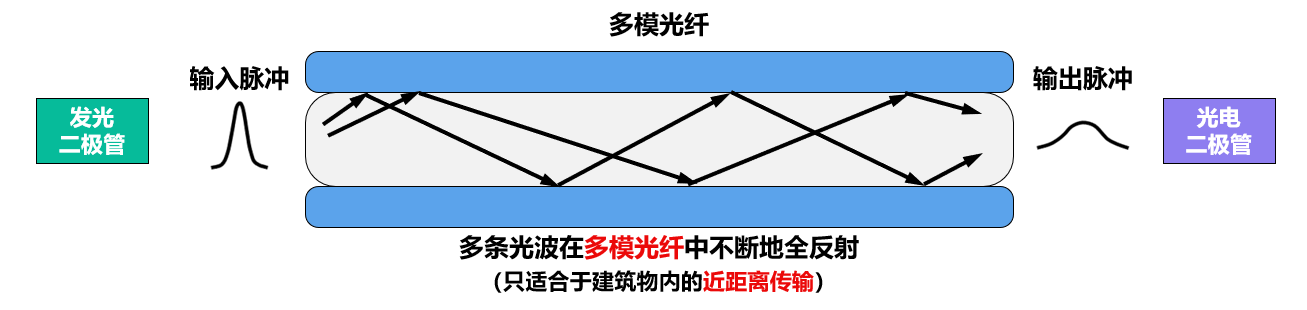 多模光纤
输入脉冲
输出脉冲
发光
二极管
光电
二极管
多条光波在多模光纤中不断地全反射
（只适合于建筑物内的近距离传输）